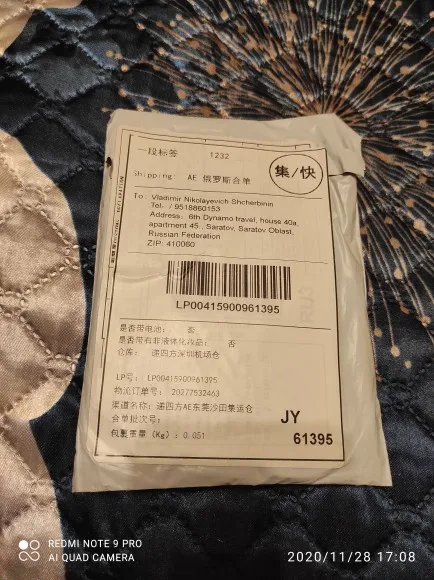 一段标签 1232
集/快
Shipping: AE 俄罗斯合单
To: Vladimir Nikolayevich Shcherbinin
Tel: / 9518860153
Address: 6th Dynamo travel, house 40a,
apartment 45., Saratov, Saratov Oblast,
Russian Federation
ZIP: 410060
LP00415900961395
是否带电池: 否
是否带有非液体化妆品: 否
仓库: 递四方深圳机场仓
LP号: LP00415900961395
物流订单号: 20277532463
渠道名称: 递四方AE东莞沙田集运仓
合单批次号:
JY
包裹重量 (Kg): 0.051
61395
REDMI NOTE 9 PRO
AI QUAD CAMERA
2020/11/28 17:08